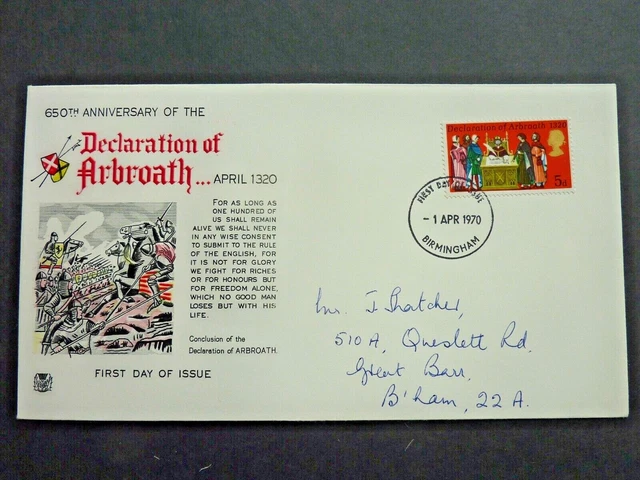 650TH ANNIVERSARY OF THE
Declaration of
Arbroath... APRIL 1320
FOR AS LONG AS
ONE HUNDRED OF
US SHALL REMAIN
ALIVE WE SHALL NEVER
IN ANY WISE CONSENT
TO SUBMIT TO THE RULE
OF THE ENGLISH, FOR
IT IS NOT FOR GLORY
WE FIGHT FOR RICHES
OR FOR HONOURS BUT
FOR FREEDOM ALONE,
WHICH NO GOOD MAN
LOSES BUT WITH HIS
LIFE.
Conclusion of the
Declaration of ARBROATH.
FIRST DAY OF ISSUE
Declaration of Arbroath 1320
5d
FIRST DAY OF ISSUE
- 1 APR 1970
BIRMINGHAM
Mrs. J. Thatcher,
510 A, Queslett Rd,
Great Barr,
B'ham, 22 A.